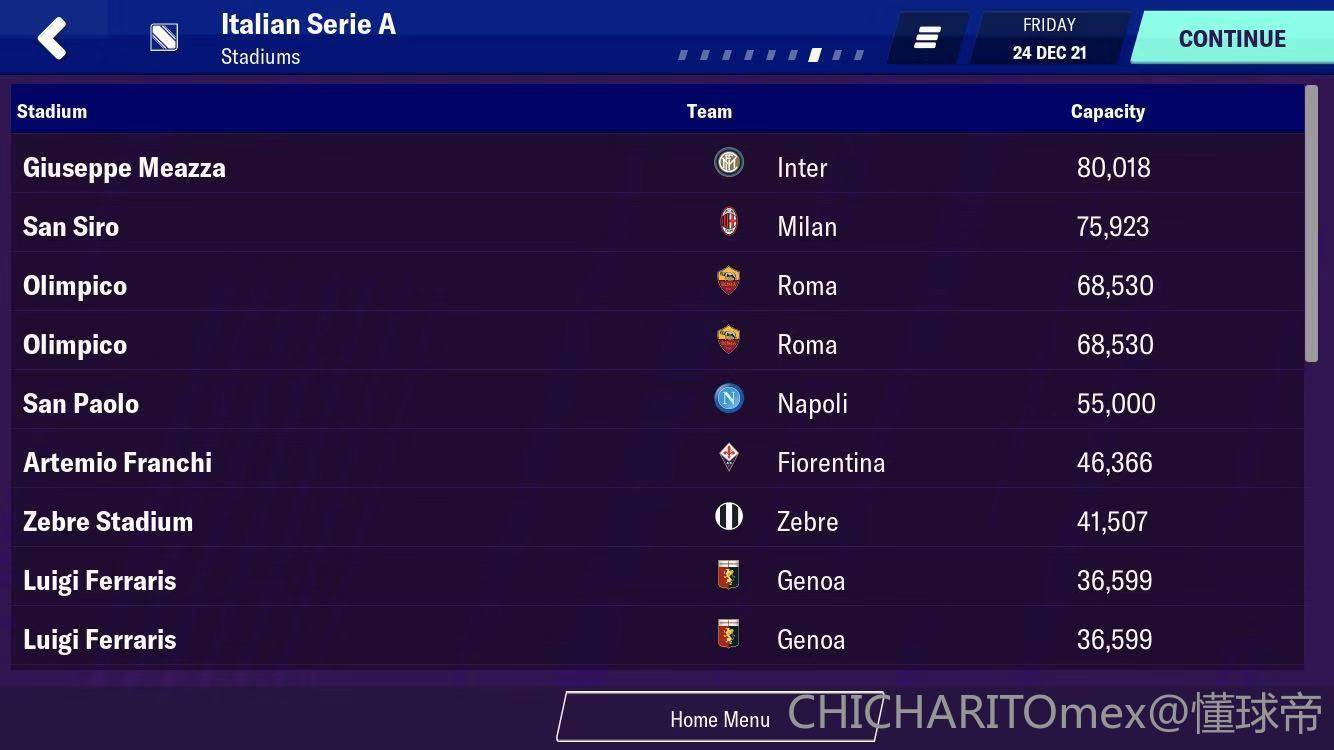 Italian Serie A
Stadiums
FRIDAY
24 DEC 21
CONTINUE
Stadium Team Capacity
Giuseppe Meazza Inter 80,018
San Siro Milan 75,923
Olimpico Roma 68,530
Olimpico Roma 68,530
San Paolo N Napoli 55,000
Artemio Franchi Fiorentina 46,366
Zebre Stadium Zebre 41,507
Luigi Ferraris Genoa 36,599
Luigi Ferraris Genoa 36,599
Home Menu
CHICHARITOmex@懂球帝